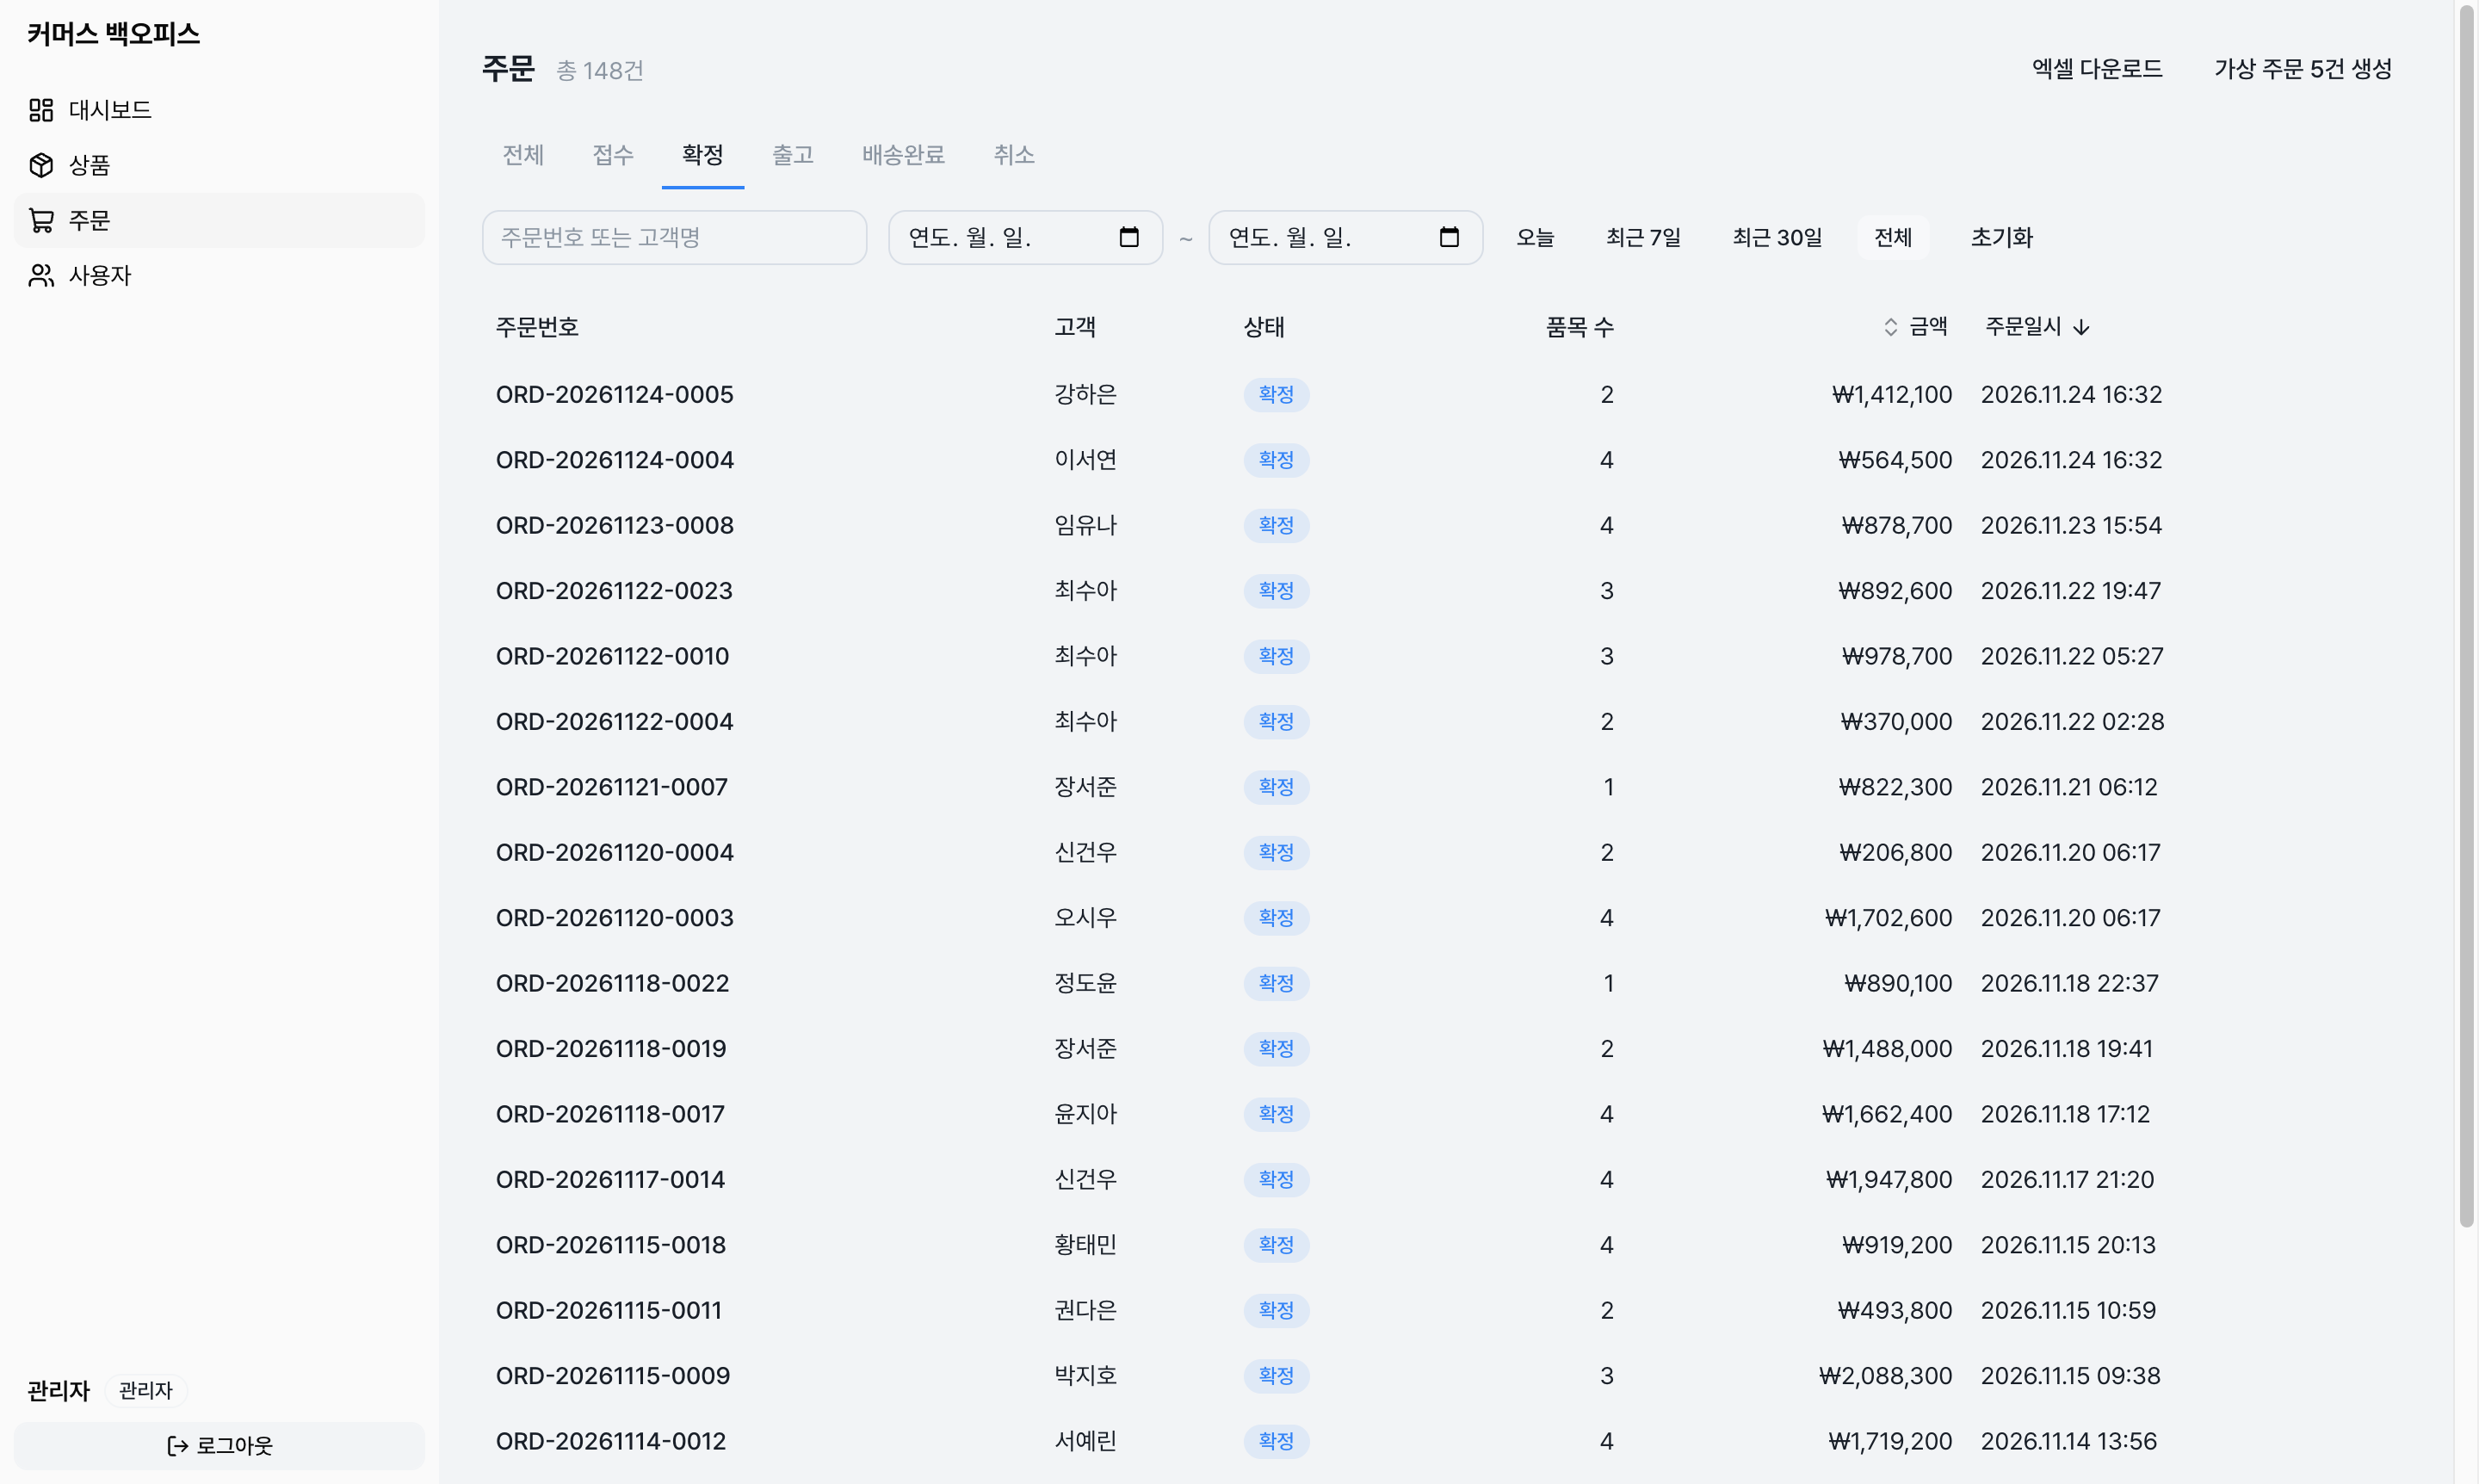 커머스 백오피스
대시보드
상품
주문
사용자
관리자 관리자
로그아웃
주문 총 148건
엑셀 다운로드 가상 주문 5건 생성
전체 접수 확정 출고 배송완료 취소
주문번호 또는 고객명 연도. 월. 일. ~ 연도. 월. 일. 오늘 최근 7일 최근 30일 전체 초기화
주문번호 고객 상태 품목 수 금액 주문일시
ORD-20261124-0005 강하은 확정 2 ₩1,412,100 2026.11.24 16:32
ORD-20261124-0004 이서연 확정 4 ₩564,500 2026.11.24 16:32
ORD-20261123-0008 임유나 확정 4 ₩878,700 2026.11.23 15:54
ORD-20261122-0023 최수아 확정 3 ₩892,600 2026.11.22 19:47
ORD-20261122-0010 최수아 확정 3 ₩978,700 2026.11.22 05:27
ORD-20261122-0004 최수아 확정 2 ₩370,000 2026.11.22 02:28
ORD-20261121-0007 장서준 확정 1 ₩822,300 2026.11.21 06:12
ORD-20261120-0004 신건우 확정 2 ₩206,800 2026.11.20 06:17
ORD-20261120-0003 오시우 확정 4 ₩1,702,600 2026.11.20 06:17
ORD-20261118-0022 정도윤 확정 1 ₩890,100 2026.11.18 22:37
ORD-20261118-0019 장서준 확정 2 ₩1,488,000 2026.11.18 19:41
ORD-20261118-0017 윤지아 확정 4 ₩1,662,400 2026.11.18 17:12
ORD-20261117-0014 신건우 확정 4 ₩1,947,800 2026.11.17 21:20
ORD-20261115-0018 황태민 확정 4 ₩919,200 2026.11.15 20:13
ORD-20261115-0011 권다은 확정 2 ₩493,800 2026.11.15 10:59
ORD-20261115-0009 박지호 확정 3 ₩2,088,300 2026.11.15 09:38
ORD-20261114-0012 서예린 확정 4 ₩1,719,200 2026.11.14 13:56